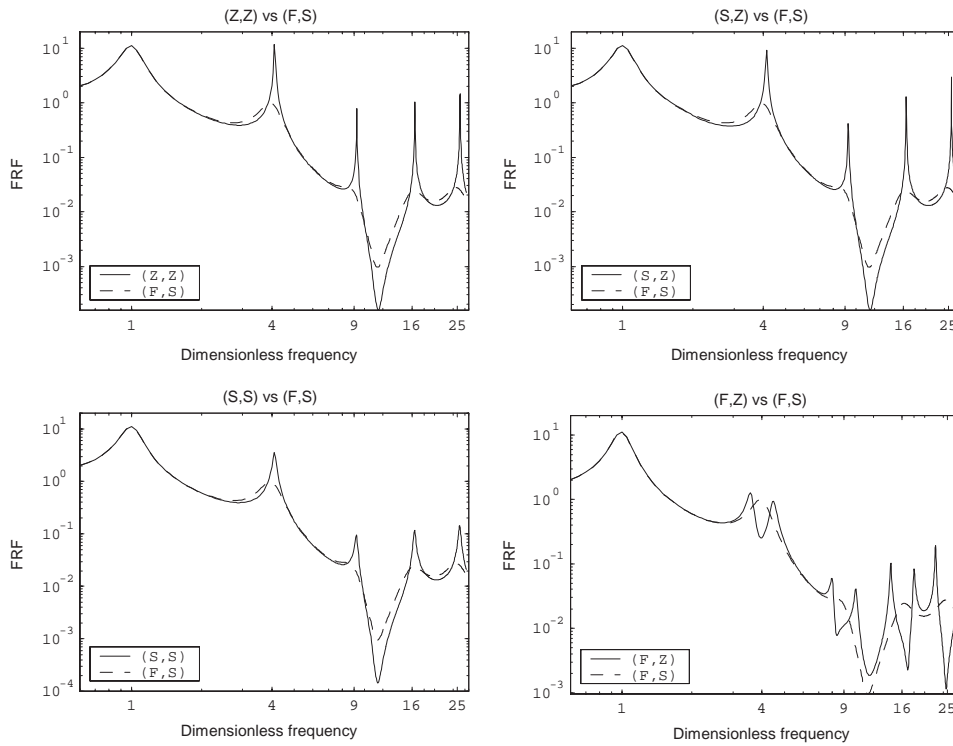 (Z,Z) vs (F,S)
10^1
10^0
10^-1
10^-2
10^-3
FRF
(Z,Z)
(F,S)
1 4 9 16 25
Dimensionless frequency
(S,Z) vs (F,S)
10^1
10^0
10^-1
10^-2
10^-3
FRF
(S,Z)
(F,S)
1 4 9 16 25
Dimensionless frequency
(S,S) vs (F,S)
10^1
10^0
10^-1
10^-2
10^-3
10^-4
FRF
(S,S)
(F,S)
1 4 9 16 25
Dimensionless frequency
(F,Z) vs (F,S)
10^1
10^0
10^-1
10^-2
10^-3
FRF
(F,Z)
(F,S)
1 4 9 16 25
Dimensionless frequency